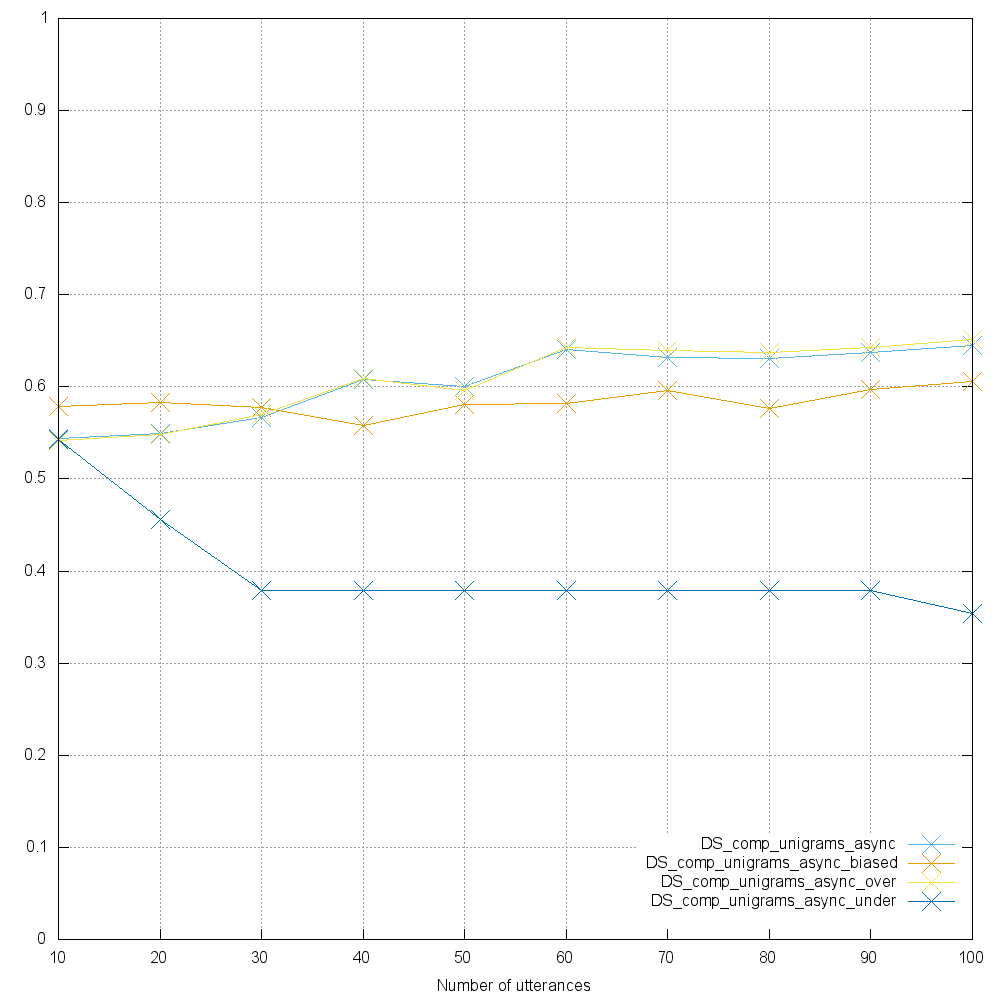 1
0.9
0.8
0.7
0.6
0.5
0.4
0.3
0.2
0.1
0
DS_comp_unigrams_async
DS_comp_unigrams_async_biased
DS_comp_unigrams_async_over
DS_comp_unigrams_async_under
10 20 30 40 50 60 70 80 90 100
Number of utterances